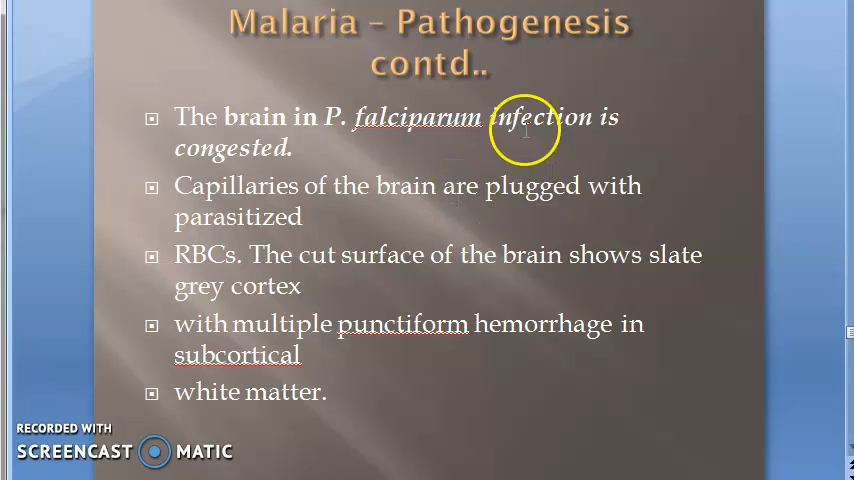 Malaria – Pathogenesis
contd..
The brain in P. falciparum infection is
congested.
Capillaries of the brain are plugged with
parasitized
RBCs. The cut surface of the brain shows slate
grey cortex
with multiple punctiform hemorrhage in
subcortical
white matter.
RECORDED WITH
SCREENCAST MATIC